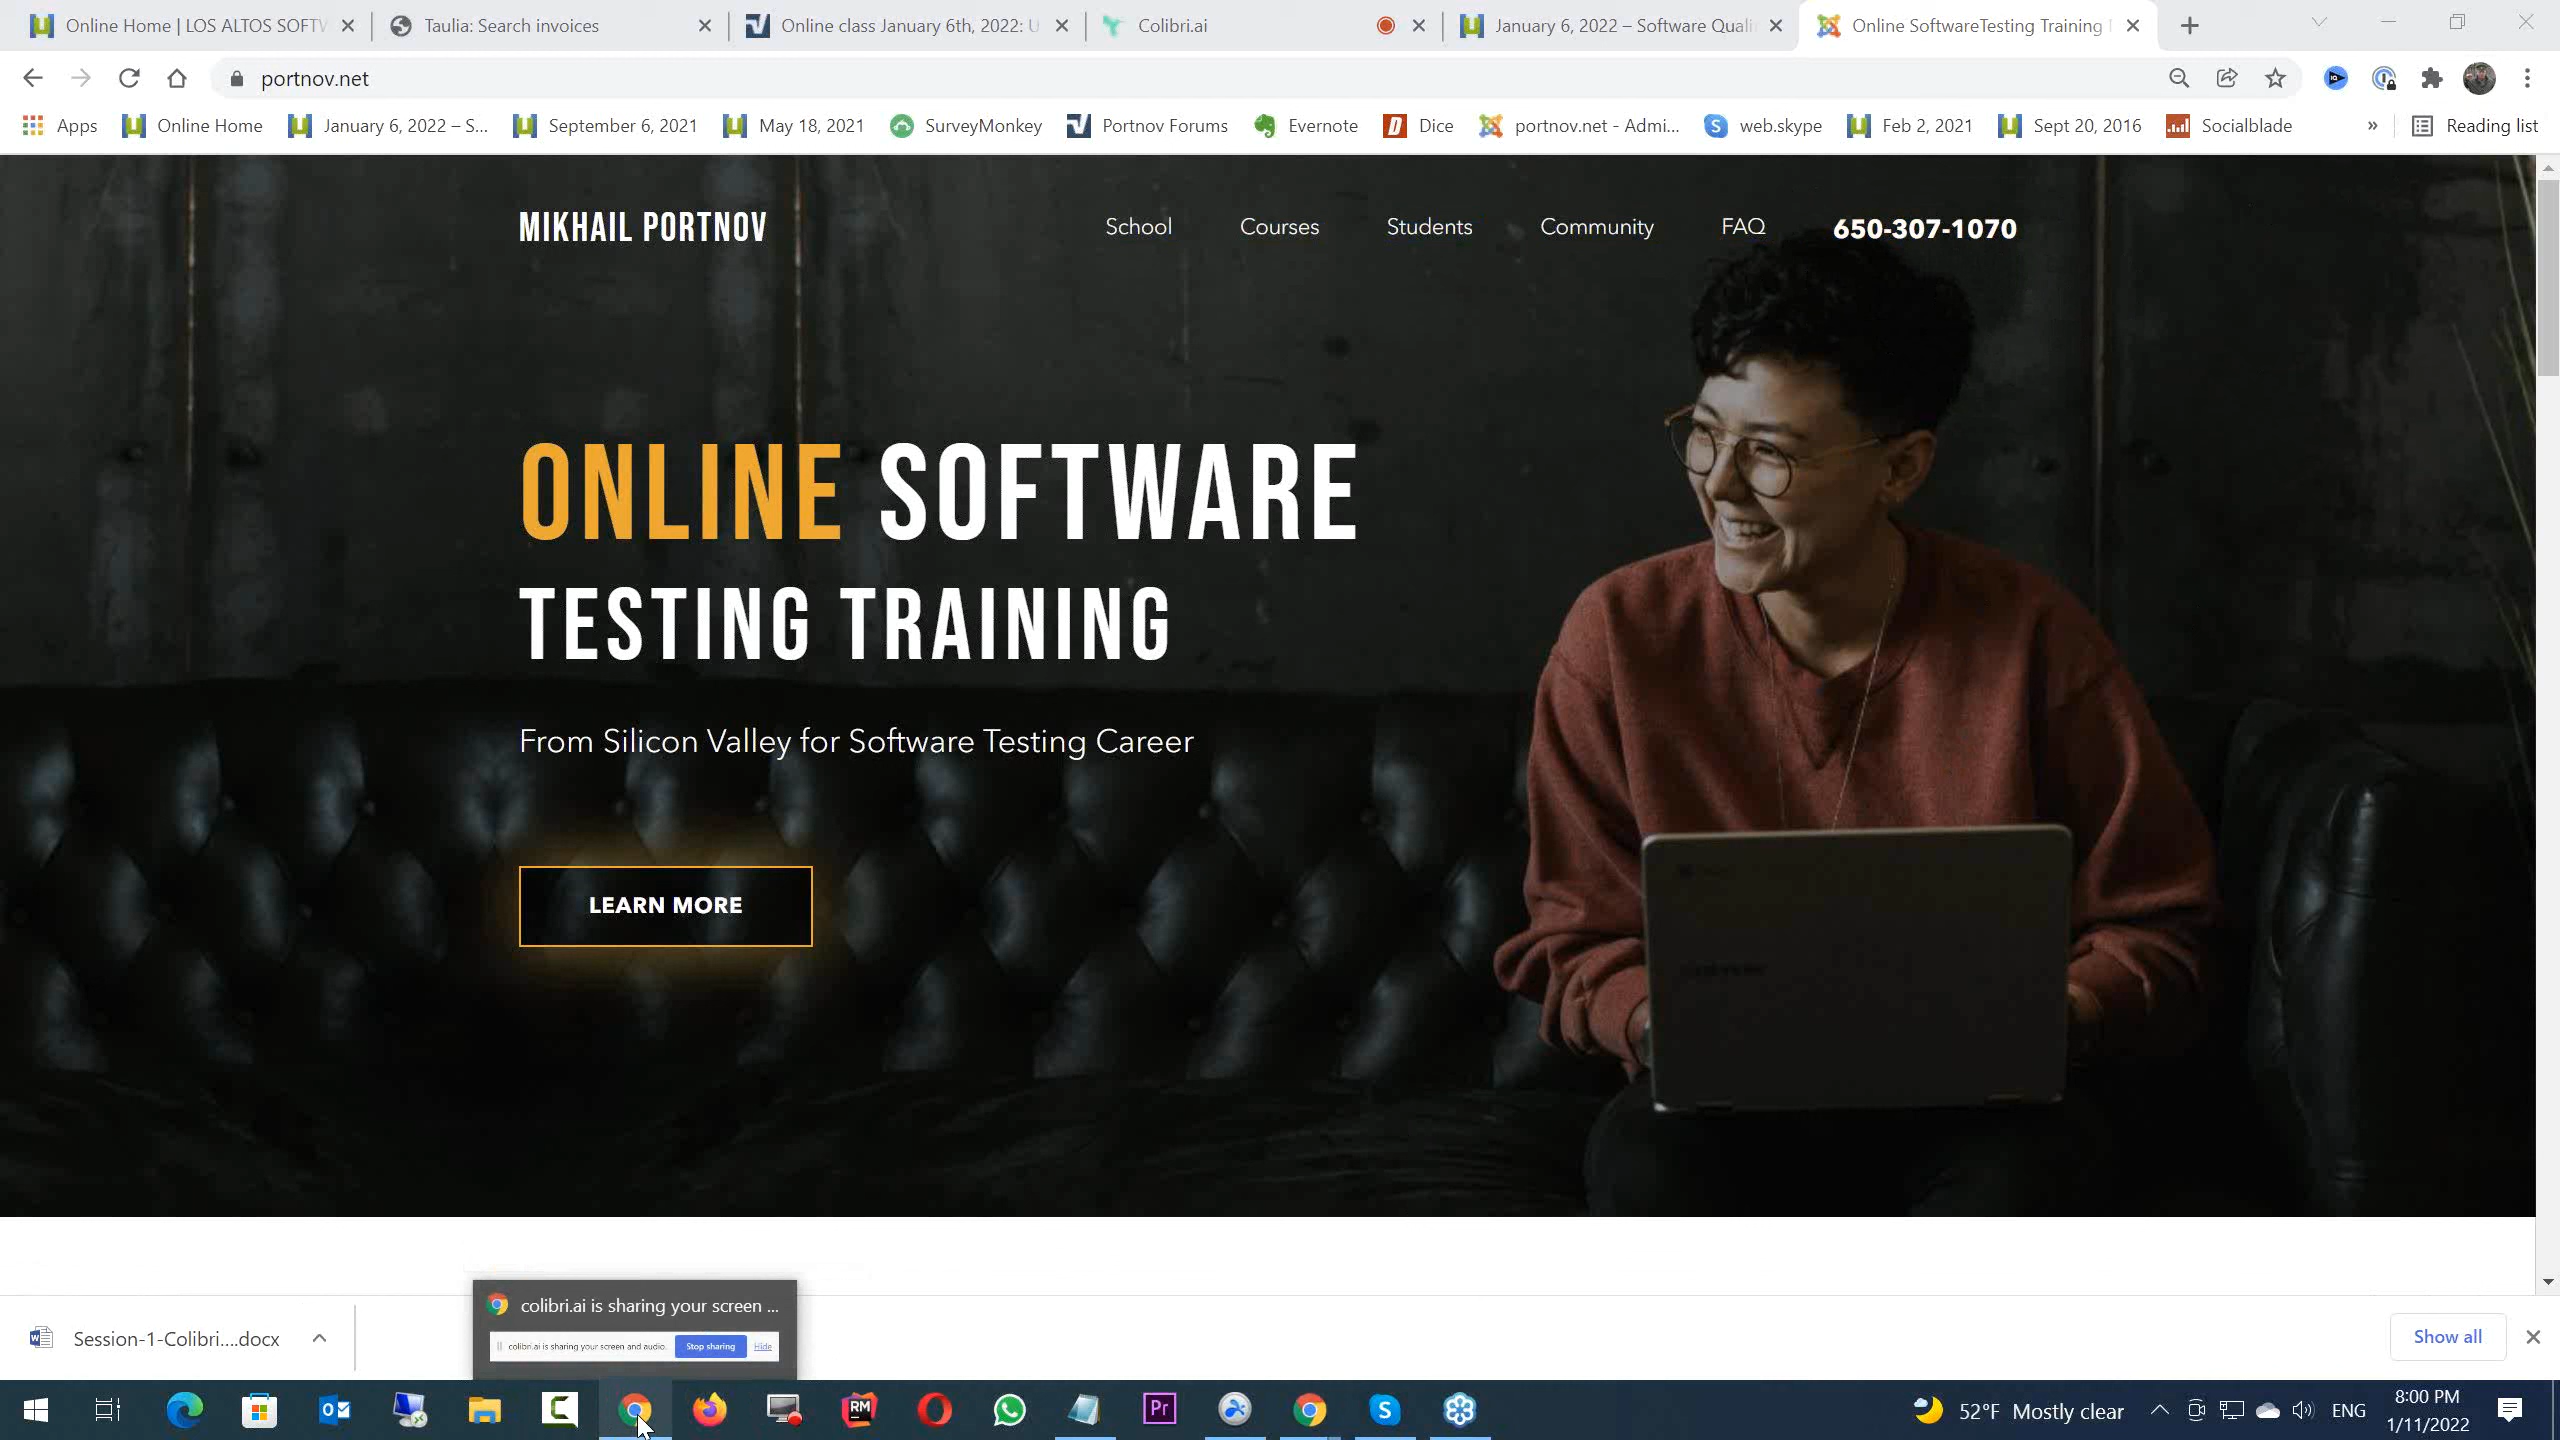 Online Home | LOS ALTOS SOFTV
Taulia: Search invoices
Online class January 6th, 2022: U
Colibri.ai
January 6, 2022 – Software Quali
Online SoftwareTesting Training
portnov.net
Apps
Online Home
January 6, 2022 – S...
September 6, 2021
May 18, 2021
SurveyMonkey
Portnov Forums
Evernote
Dice
portnov.net - Admi...
web.skype
Feb 2, 2021
Sept 20, 2016
Socialblade
»
Reading list
MIKHAIL PORTNOV
School
Courses
Students
Community
FAQ
650-307-1070
ONLINE SOFTWARE
TESTING TRAINING
From Silicon Valley for Software Testing Career
LEARN MORE
colibri.ai is sharing your screen ...
colibri.ai is sharing your screen and audio.
Stop sharing
Hide
Session-1-Colibri....docx
Show all
52°F Mostly clear
ENG
8:00 PM
1/11/2022